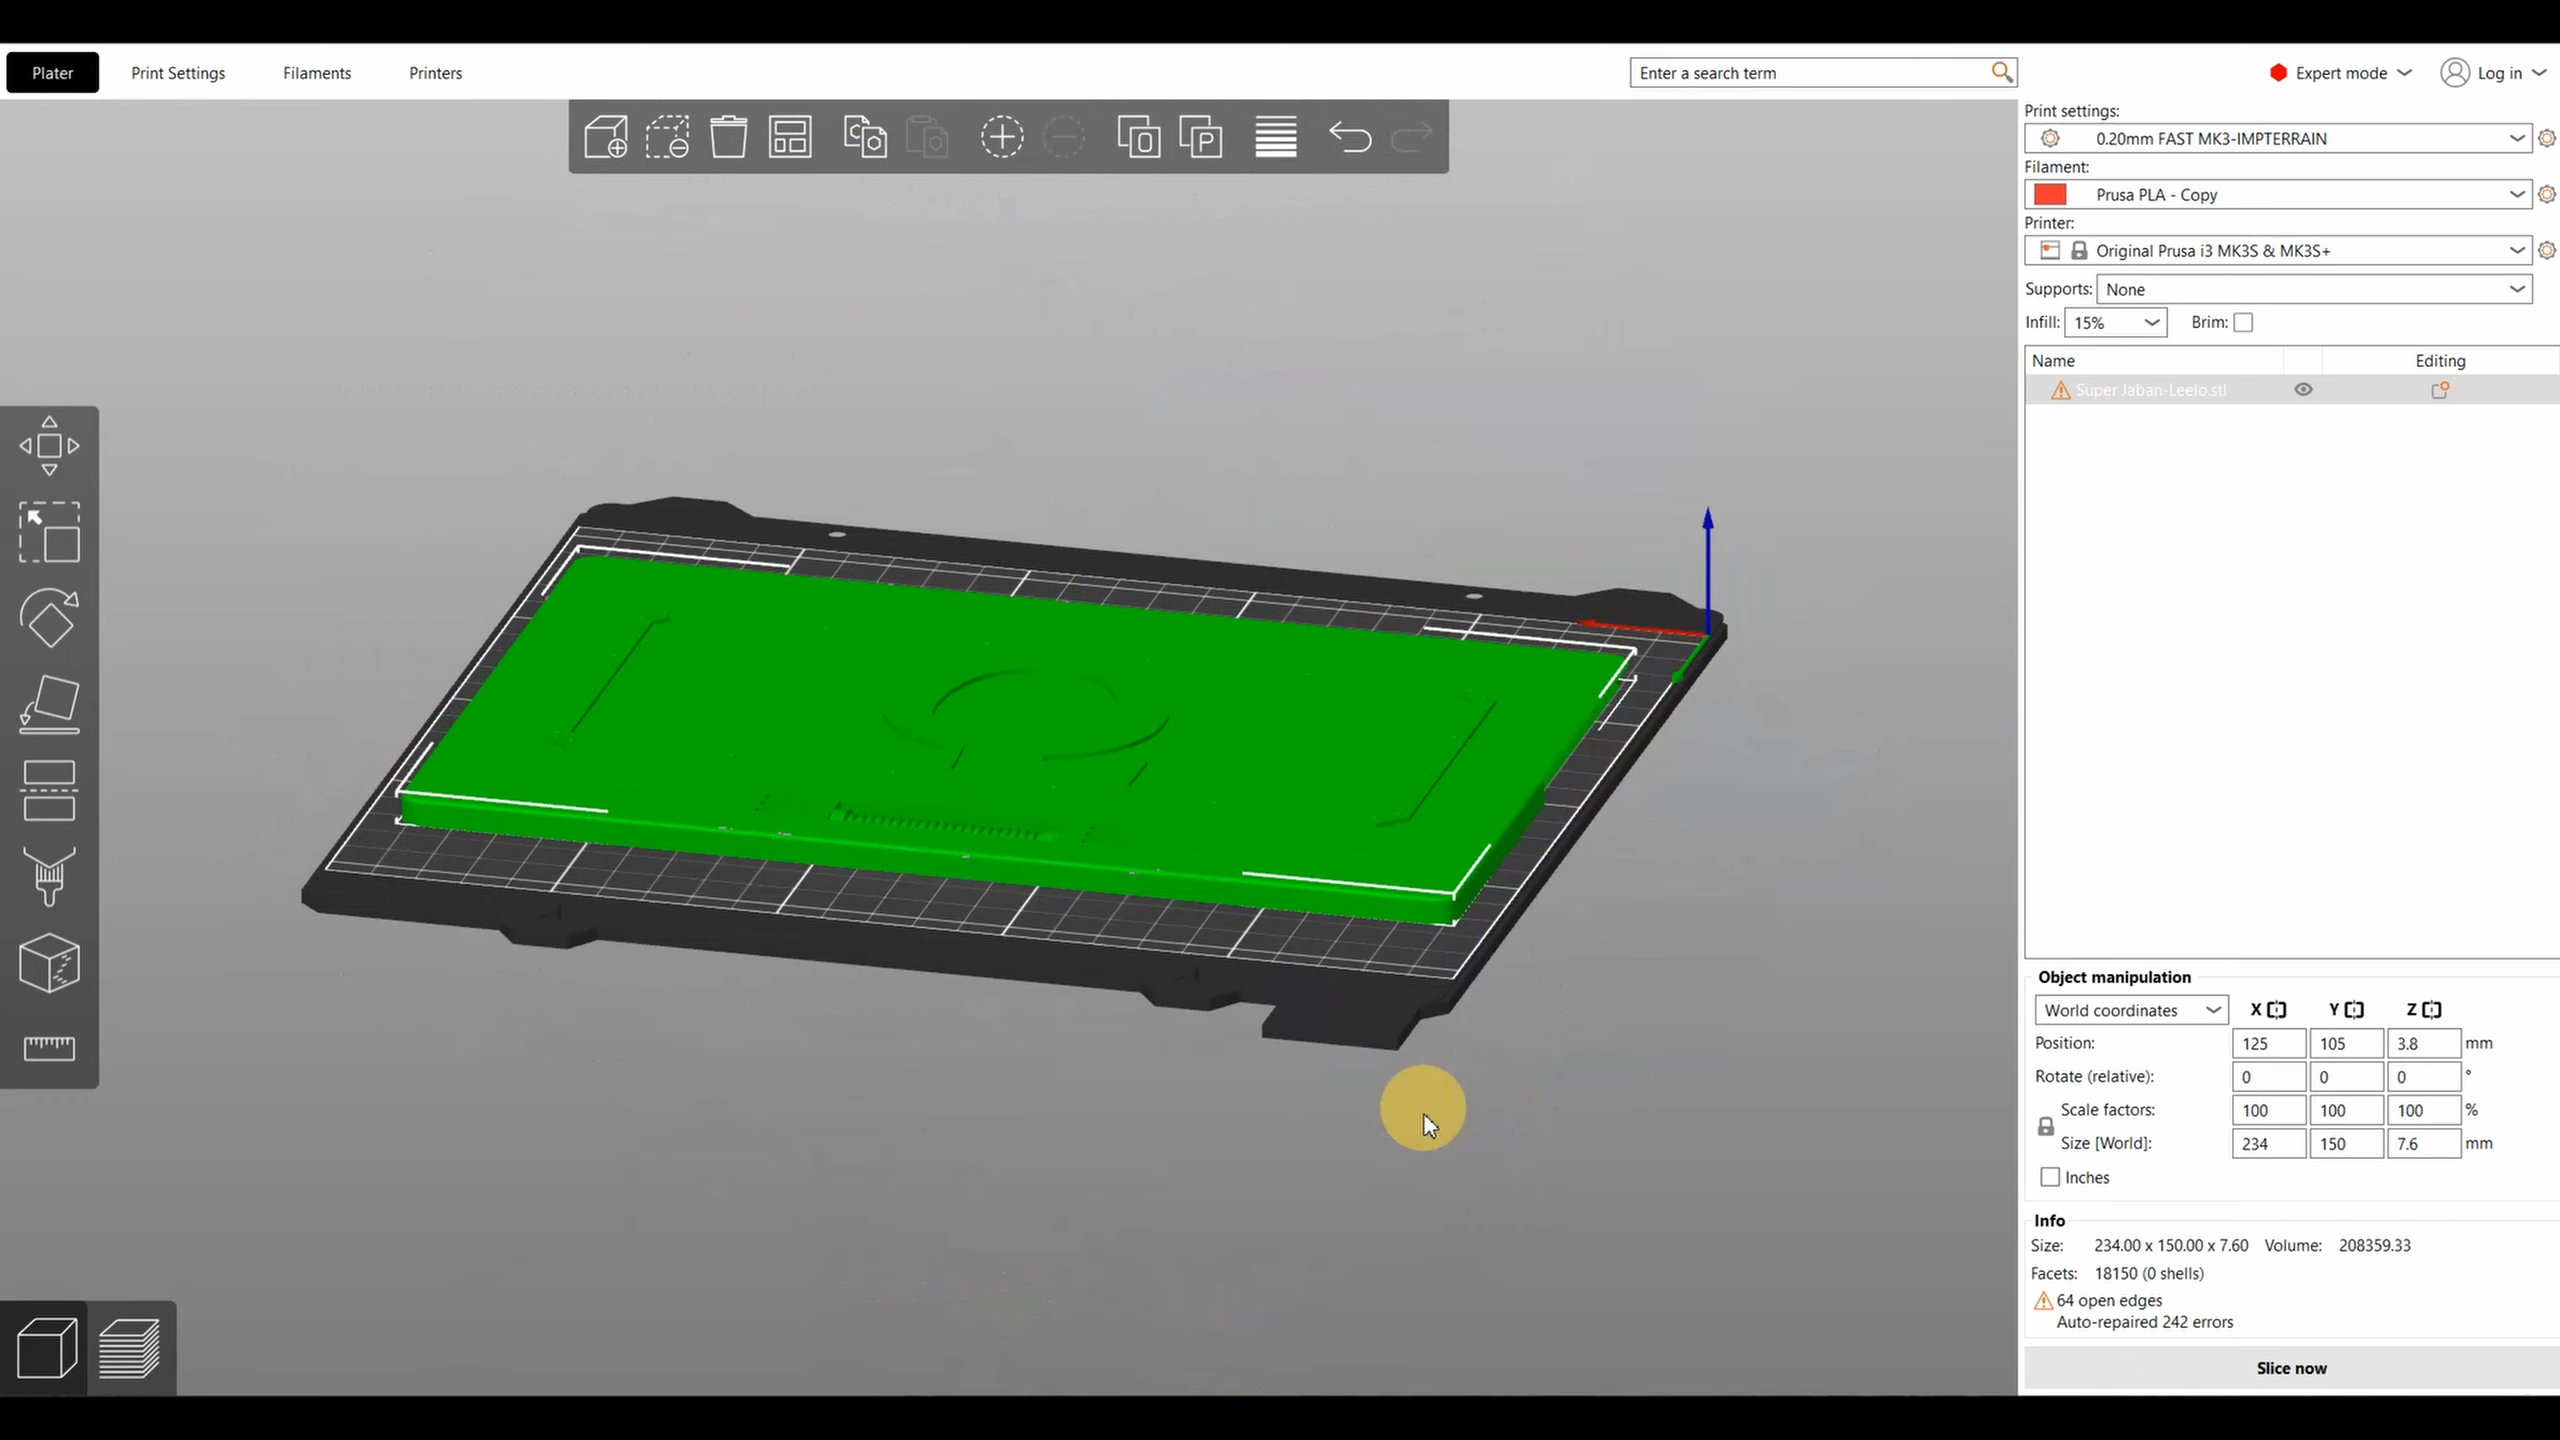 Plater Print Settings Filaments Printers Enter a search term Expert mode Log in
Print settings:
0.20mm FAST MK3-IMPTERRAIN
Filament:
Prusa PLA - Copy
Printer:
Original Prusa i3 MK3S & MK3S+
Supports: None
Infill: 15% Brim:
Name Editing
Super Jaban-Leelo.stl
Object manipulation
World coordinates X Y Z
Position: 125 105 3.8 mm
Rotate (relative): 0 0 0 °
Scale factors: 100 100 100 %
Size [World]: 234 150 7.6 mm
Inches
Info
Size: 234.00 x 150.00 x 7.60 Volume: 208359.33
Facets: 18150 (0 shells)
64 open edges
Auto-repaired 242 errors
Slice now